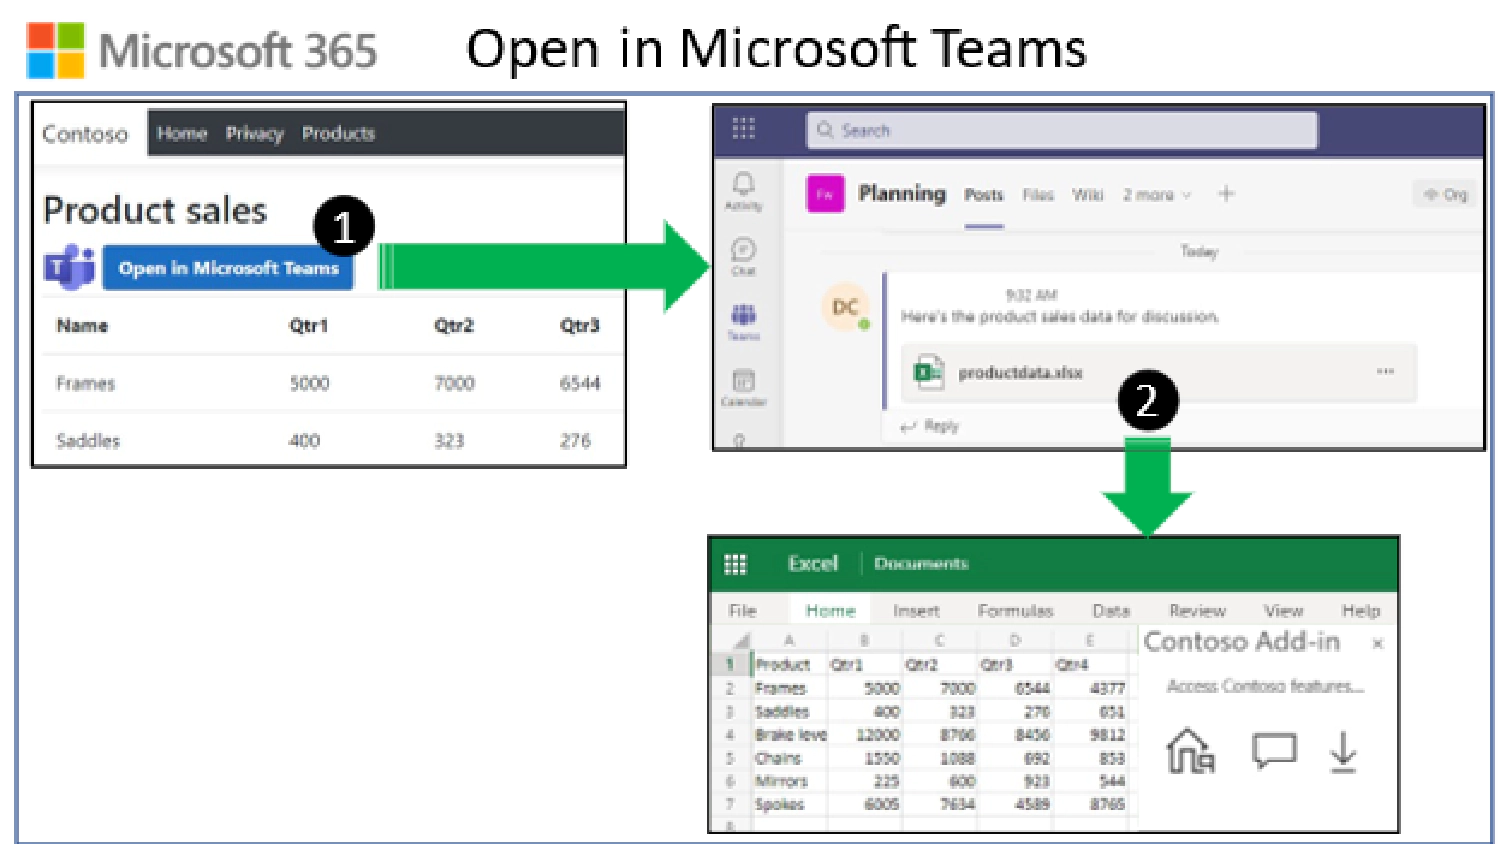 Microsoft 365
Open in Microsoft Teams
Contoso Home Privacy Products
Product sales
1
T
Open in Microsoft Teams
Name Qtr1 Qtr2 Qtr3
Frames 5000 7000 6544
Saddles 400 323 276
Search
Activity
Chat
Teams
Calendar
Fw Planning Posts Files Wiki 2 more + Org
Today
DC
9:32 AM
Here's the product sales data for discussion.
productdata.xlsx ...
Reply
2
Excel Documents
File Home Insert Formulas Data Review View Help
A B C D E
1 Product Qtr1 Qtr2 Qtr3 Qtr4
2 Frames 5000 7000 6544 4377
3 Saddles 400 323 276 651
4 Brake leve 12000 8766 8456 9812
5 Chains 1550 1088 692 853
6 Mirrors 225 600 923 544
7 Spokes 6005 7634 4589 8765
8
Contoso Add-in ×
Access Contoso features...